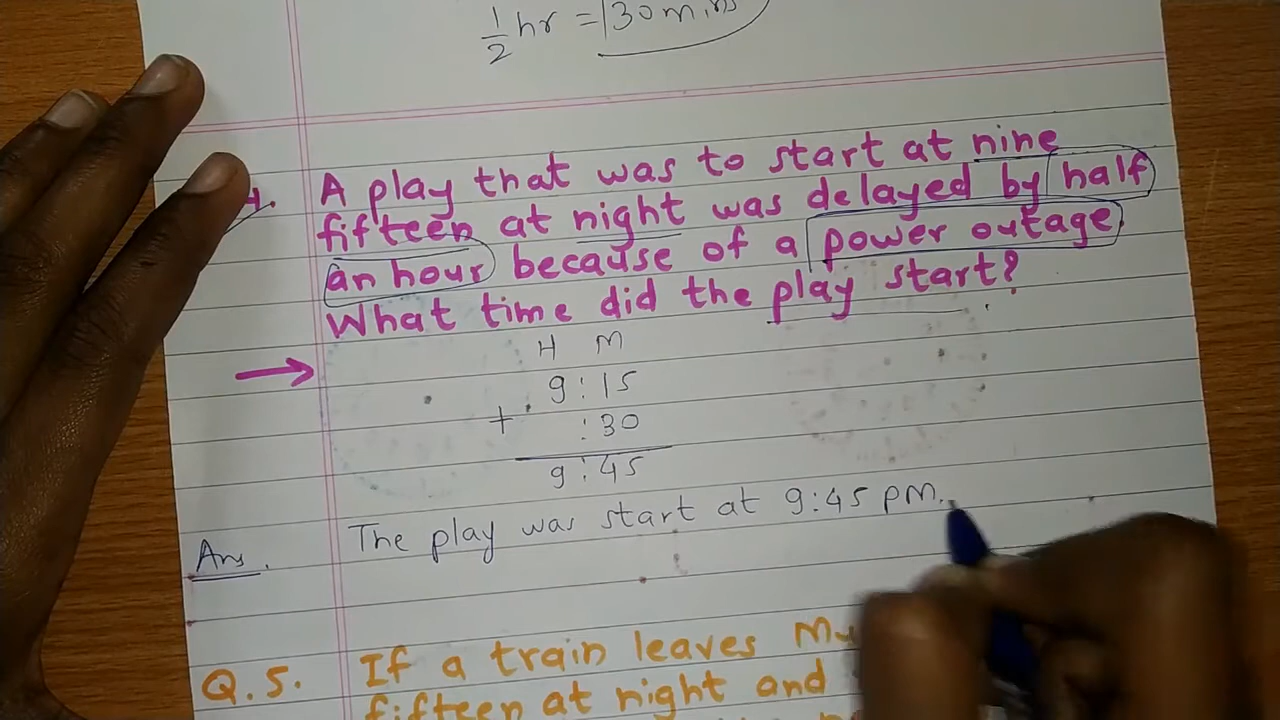 1/2 hr = 30 mins
4. A play that was to start at nine
fifteen at night was delayed by half
an hour because of a power outage
What time did the play start?
H M
9:15
+ :30
9:45
Ans. The play was start at 9:45 pm.
Q.5. If a train leaves
fifteen at night and